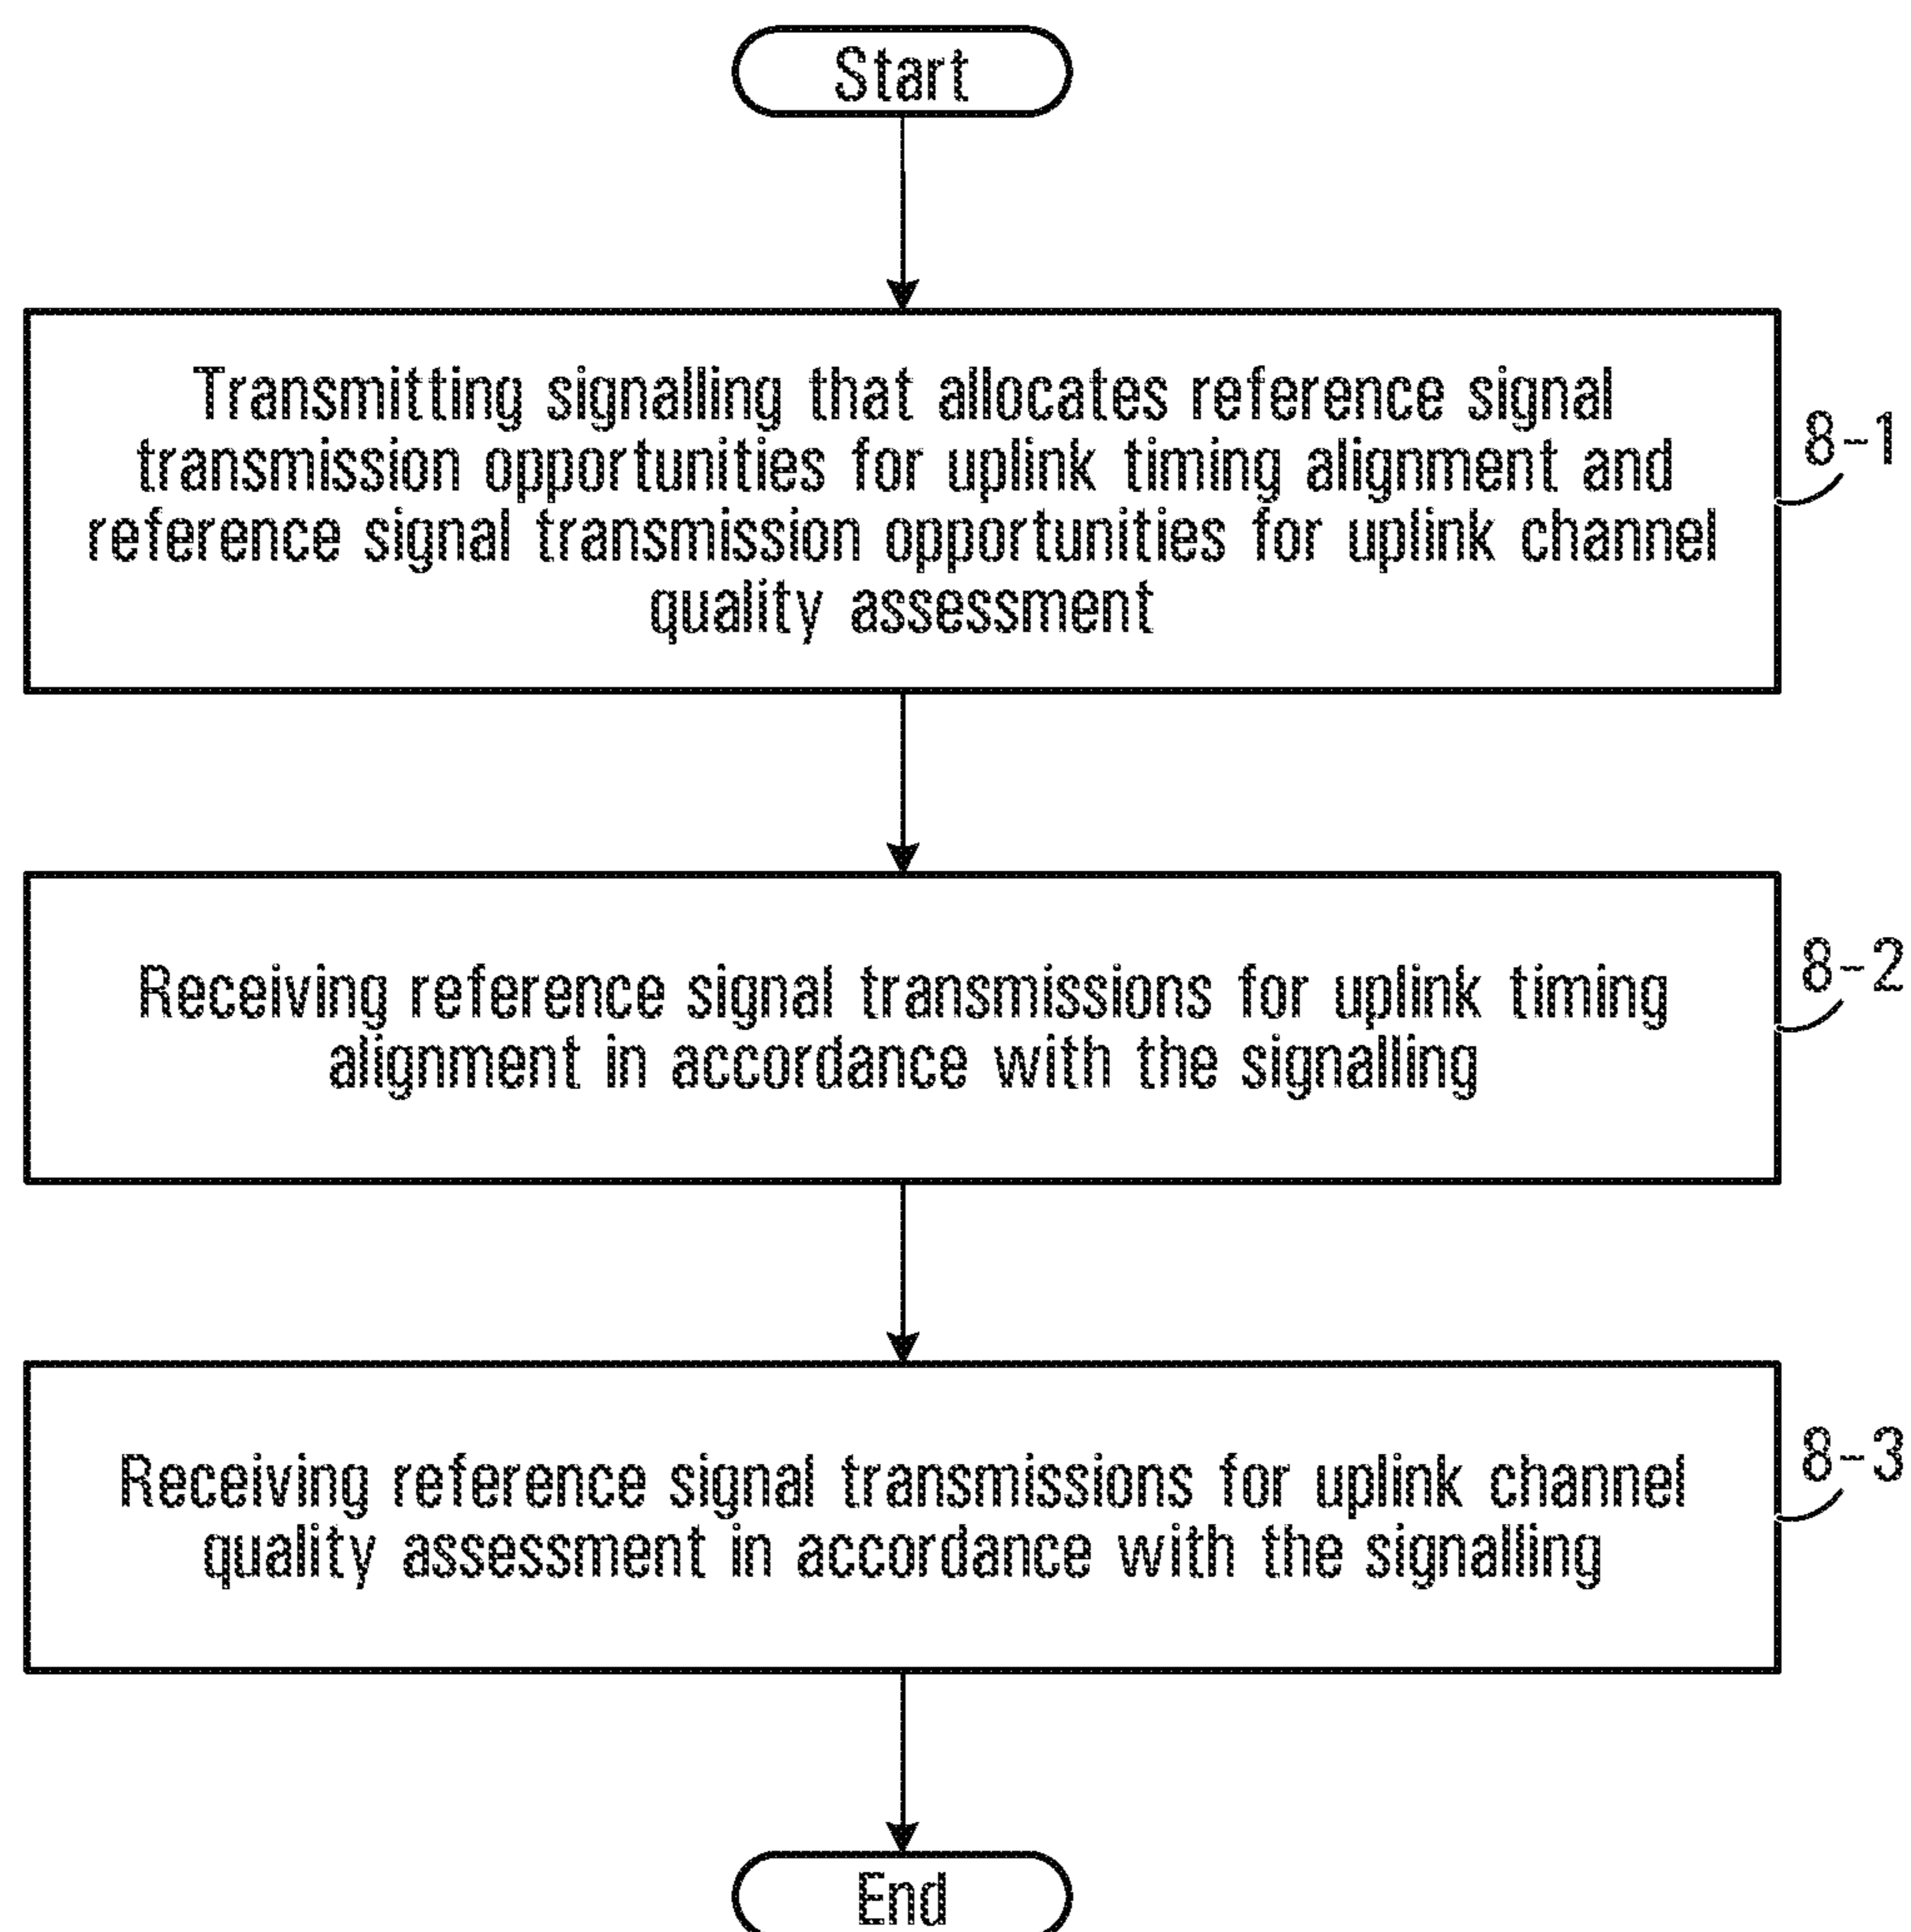 Start
Transmitting signalling that allocates reference signal
transmission opportunities for uplink timing alignment and
reference signal transmission opportunities for uplink channel
quality assessment
8-1
Receiving reference signal transmissions for uplink timing
alignment in accordance with the signalling
8-2
Receiving reference signal transmissions for uplink channel
quality assessment in accordance with the signalling
8-3
End